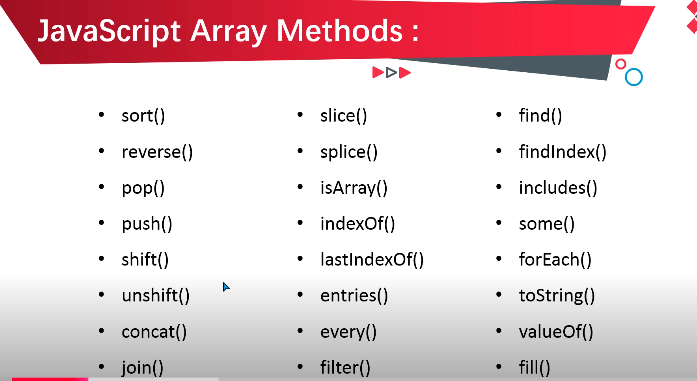 JavaScript Array Methods :
• sort()
• reverse()
• pop()
• push()
• shift()
• unshift()
• concat()
• join()
• slice()
• splice()
• isArray()
• indexOf()
• lastIndexOf()
• entries()
• every()
• filter()
• find()
• findIndex()
• includes()
• some()
• forEach()
• toString()
• valueOf()
• fill()